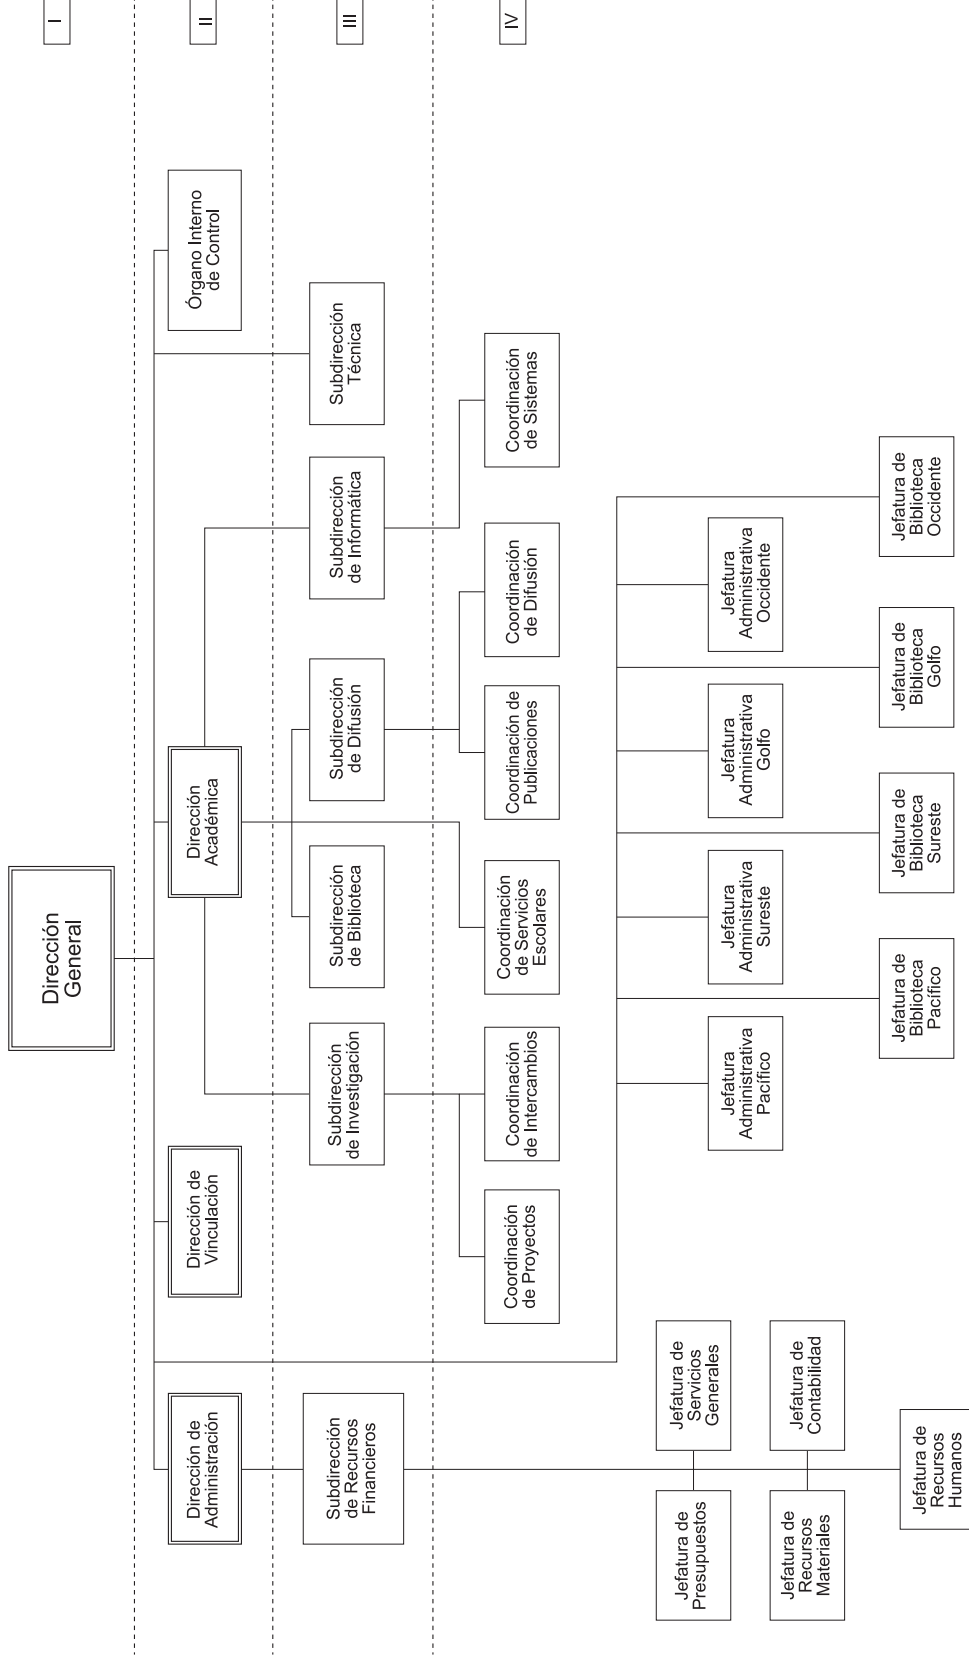 I
II
III
IV
Dirección
General
Dirección de
Administración
Dirección de
Vinculación
Dirección
Académica
Órgano Interno
de Control
Subdirección
de Recursos
Financieros
Subdirección
de Investigación
Subdirección
de Biblioteca
Subdirección
de Difusión
Subdirección
de Informática
Subdirección
Técnica
Coordinación
de Proyectos
Coordinación
de Intercambios
Coordinación
de Servicios
Escolares
Coordinación de
Publicaciones
Coordinación
de Difusión
Coordinación
de Sistemas
Jefatura de
Presupuestos
Jefatura de
Servicios
Generales
Jefatura de
Recursos
Materiales
Jefatura de
Contabilidad
Jefatura de
Recursos
Humanos
Jefatura
Administrativa
Pacífico
Jefatura
Administrativa
Sureste
Jefatura
Administrativa
Golfo
Jefatura
Administrativa
Occidente
Jefatura de
Biblioteca
Pacífico
Jefatura de
Biblioteca
Sureste
Jefatura de
Biblioteca
Golfo
Jefatura de
Biblioteca
Occidente